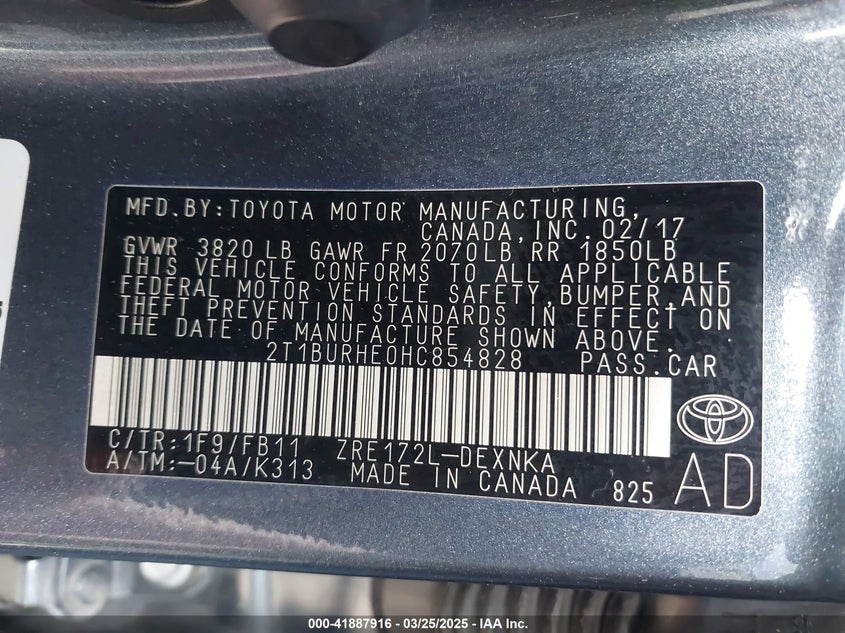 MFD.BY:TOYOTA MOTOR MANUFACTURING,
CANADA,INC. 02/17
GVWR 3820 LB GAWR FR 2070LB RR 1850LB
THIS VEHICLE CONFORMS TO ALL APPLICABLE
FEDERAL MOTOR VEHICLE SAFETY,BUMPER,AND
THEFT PREVENTION STANDARDS IN EFFECT ON
THE DATE OF MANUFACTURE SHOWN ABOVE.
2T1BURHE0HC854828 PASS.CAR
C/TR:1F9/FB11 ZRE172L-DEXNKA
A/TM:-04A/K313 MADE IN CANADA 825 AD
000-41887916 - 03/25/2025 - IAA Inc.